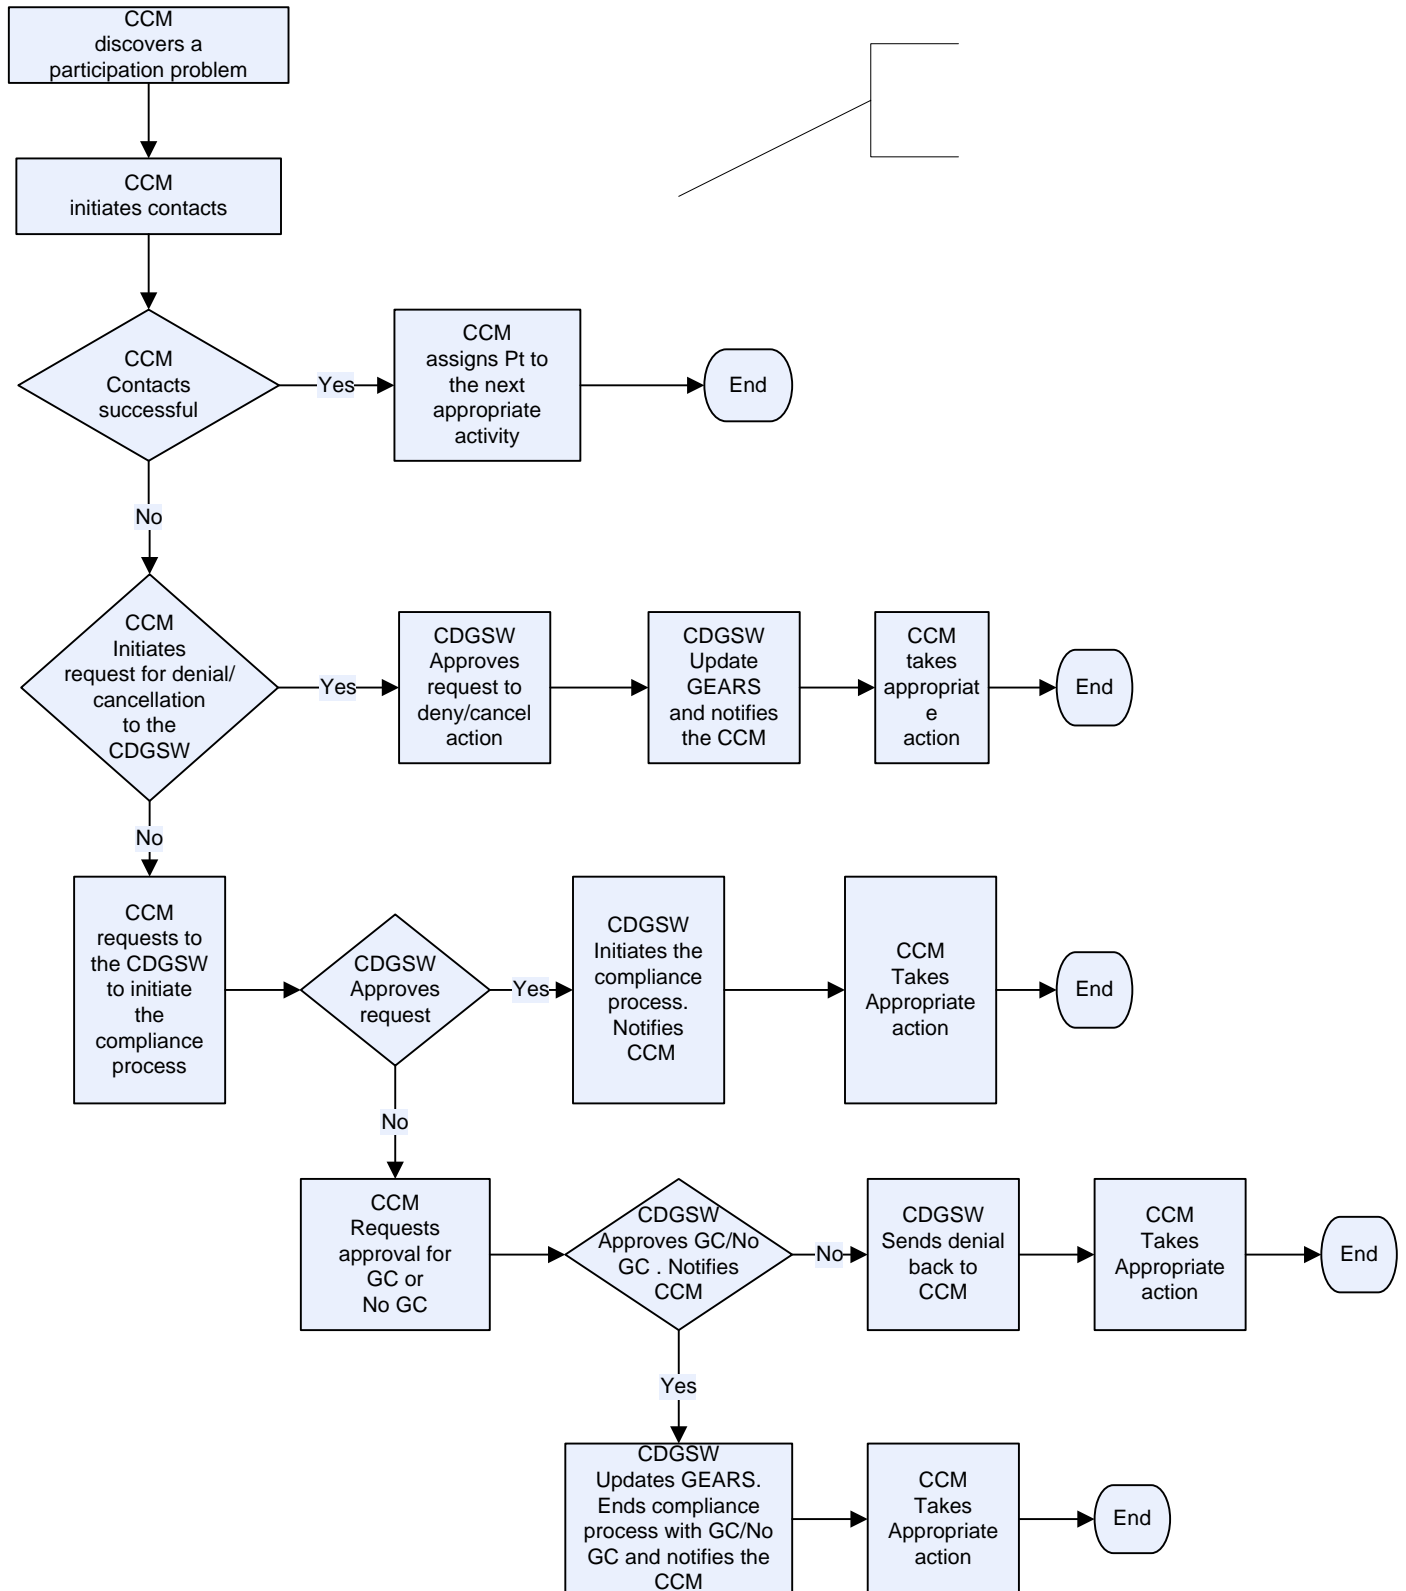 CCM
discovers a
participation problem
CCM
initiates contacts
CCM
Contacts
successful
Yes
CCM
assigns Pt to
the next
appropriate
activity
End
No
CCM
Initiates
request for denial/
cancellation
to the
CDGSW
Yes
CDGSW
Approves
request to
deny/cancel
action
CDGSW
Update
GEARS
and notifies
the CCM
CCM
takes
appropriat
e
action
End
No
CCM
requests to
the CDGSW
to initiate
the
compliance
process
CDGSW
Approves
request
Yes
CDGSW
Initiates the
compliance
process.
Notifies
CCM
CCM
Takes
Appropriate
action
End
No
CCM
Requests
approval for
GC or
No GC
CDGSW
Approves GC/No
GC . Notifies
CCM
No
CDGSW
Sends denial
back to
CCM
CCM
Takes
Appropriate
action
End
Yes
CDGSW
Updates GEARS.
Ends compliance
process with GC/No
GC and notifies the
CCM
CCM
Takes
Appropriate
action
End